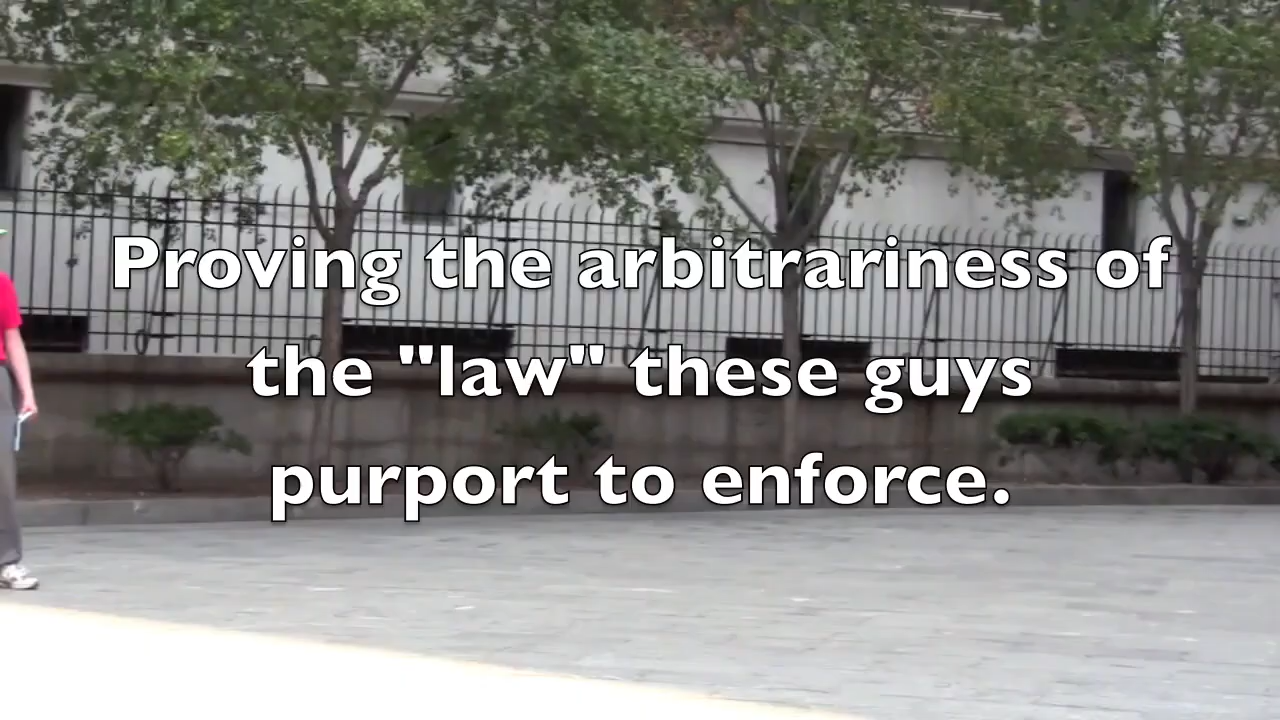 Proving the arbitrariness of
the "law" these guys
purport to enforce.